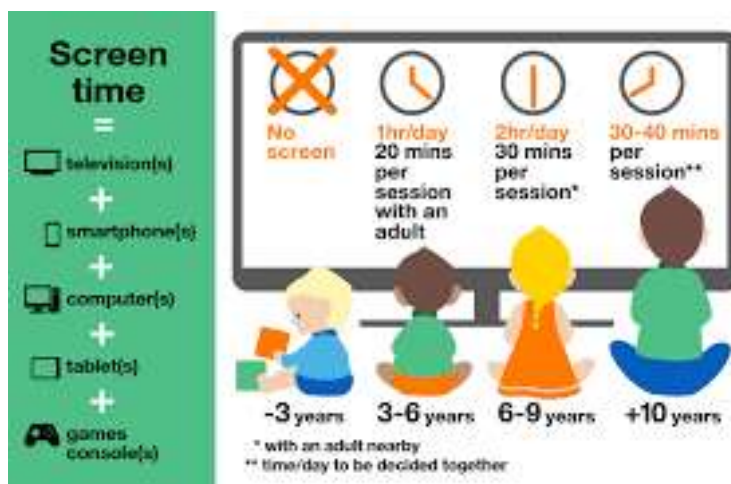 Screen
time
=
television(s)
+
smartphone(s)
+
computer(s)
+
tablet(s)
+
games
console(s)
No
screen
1hr/day
20 mins
per
session
with an
adult
2hr/day
30 mins
per
session*
30-40 mins
per
session**
-3 years
3-6 years
6-9 years
+10 years
* with an adult nearby
** time/day to be decided together